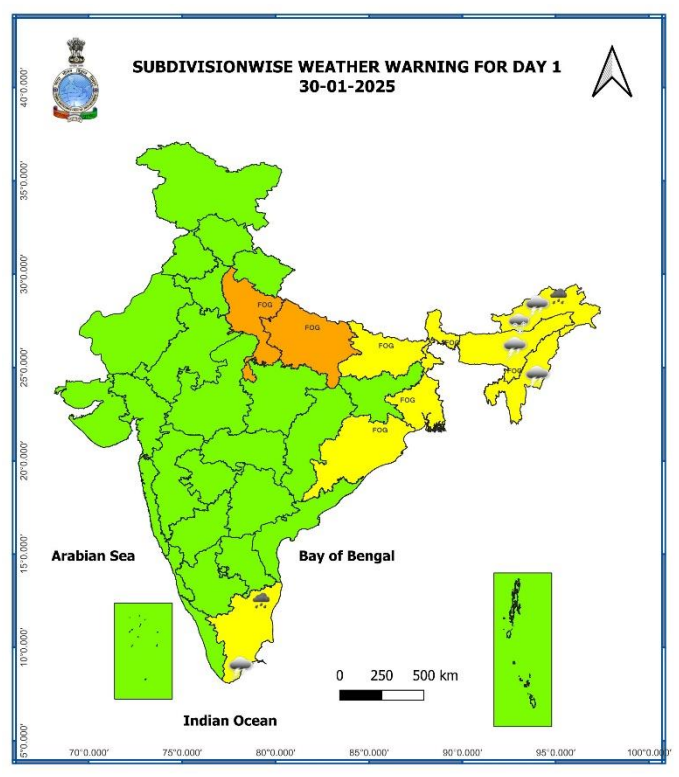 SUBDIVISIONWISE WEATHER WARNING FOR DAY 1
30-01-2025
40°0.000'
35°0.000'
30°0.000'
25°0.000'
20°0.000'
15°0.000'
10°0.000'
5°0.000'
FOG
FOG
FOG
FOG
FOG
FOG
FOG
Arabian Sea
Bay of Bengal
0 250 500 km
Indian Ocean
70°0.000' 75°0.000' 80°0.000' 85°0.000' 90°0.000' 95°0.000' 100°0.000'